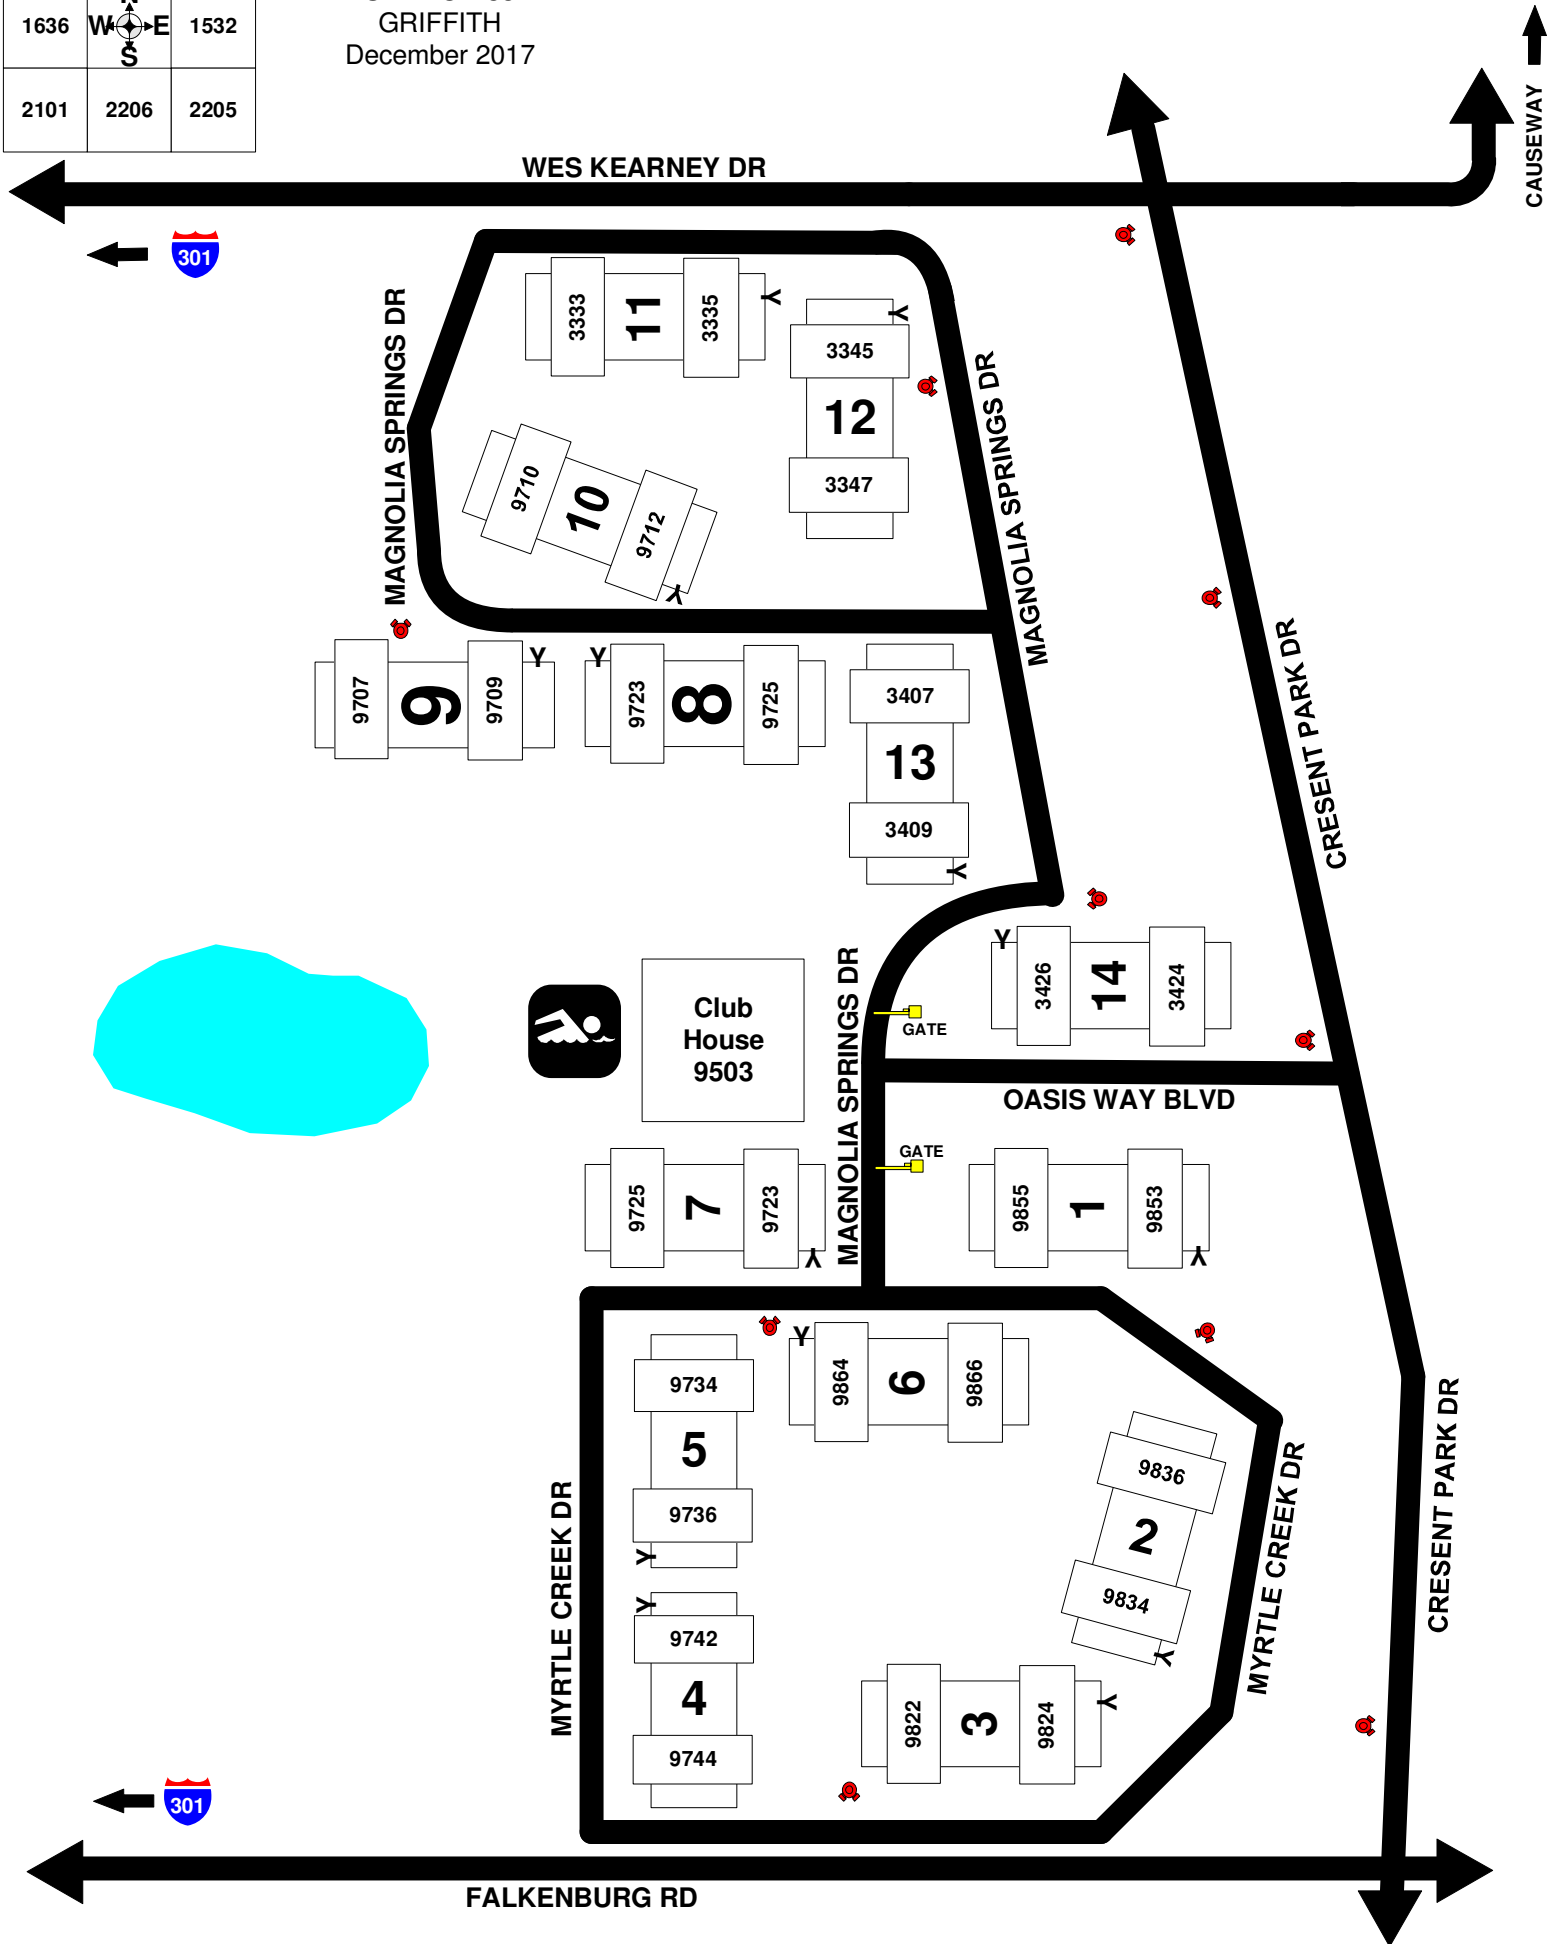 N
1636
W
E
1532
S
2101
2206
2205
GRIFFITH
December 2017
CAUSEWAY
WES KEARNEY DR
301
MAGNOLIA SPRINGS DR
3333
11
3335
Y
Y
3345
12
3347
MAGNOLIA SPRINGS DR
9710
10
9712
Y
CRESENT PARK DR
9707
9
9709
Y
Y
9723
8
9725
3407
13
3409
Y
Y
3426
14
3424
MAGNOLIA SPRINGS DR
Club
House
9503
GATE
OASIS WAY BLVD
GATE
9725
7
9723
Y
9855
1
9853
Y
9734
5
9736
Y
Y
9864
6
9866
9836
2
9834
Y
MYRTLE CREEK DR
MYRTLE CREEK DR
CRESENT PARK DR
Y
9742
4
9744
9822
3
9824
Y
301
FALKENBURG RD